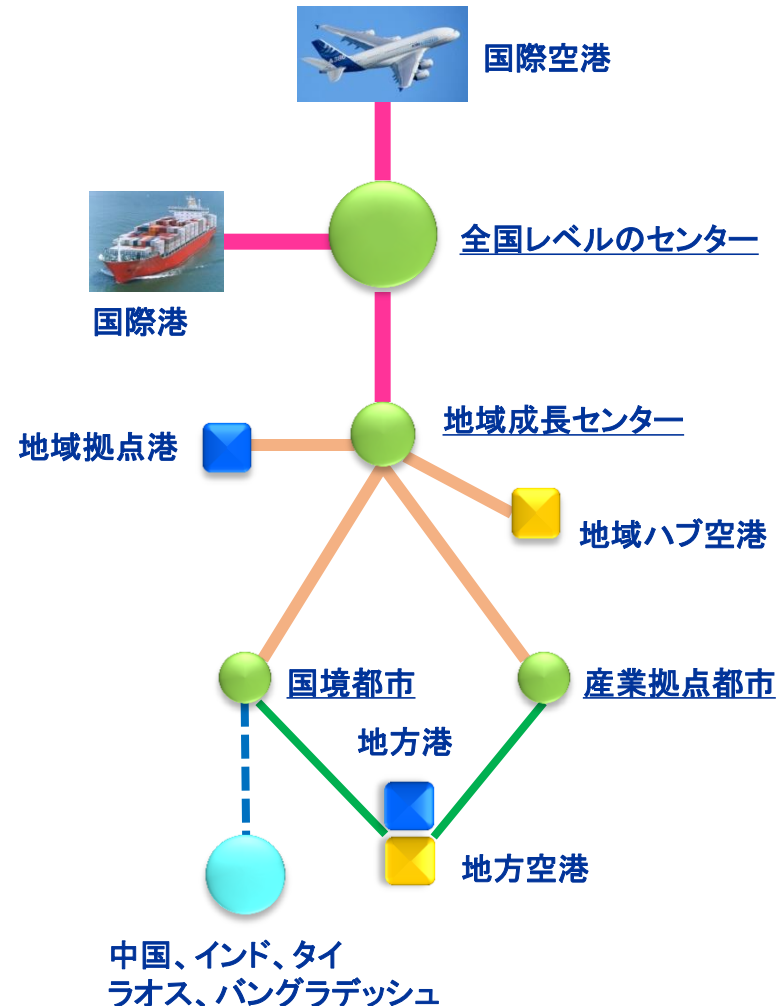 国際空港
全国レベルのセンター
国際港
地域成長センター
地域拠点港
地域ハブ空港
国境都市
産業拠点都市
地方港
地方空港
中国、インド、タイ
ラオス、バングラデッシュ